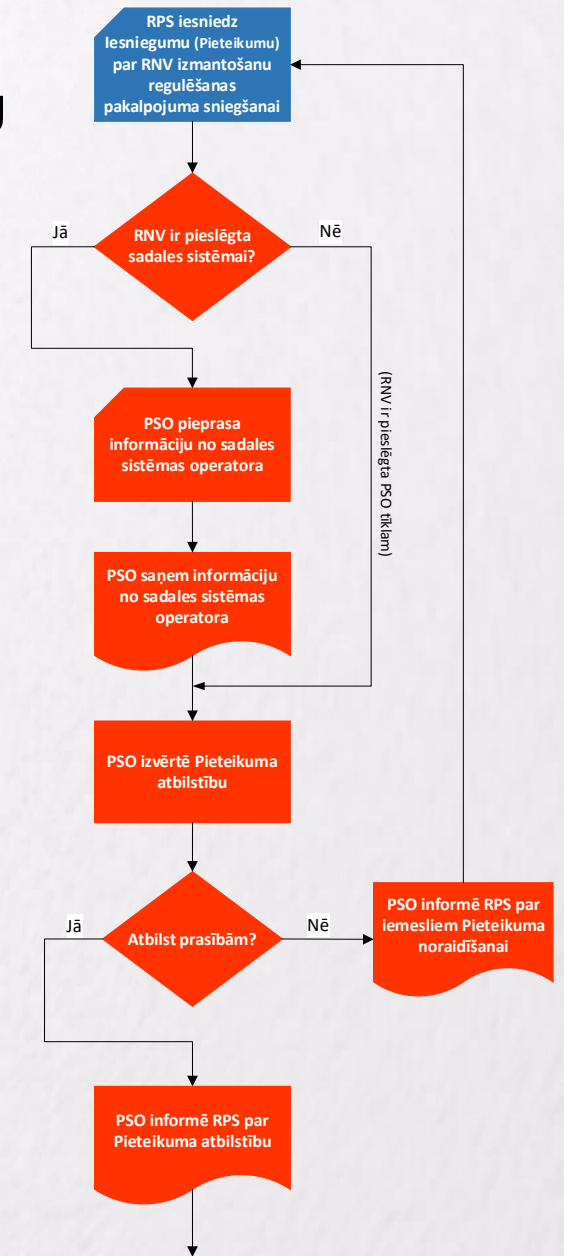 RPS iesniedz
Iesniegumu (Pieteikumu)
par RNV izmantošanu
regulēšanas
pakalpojuma sniegšanai
RNV ir pieslēgta
sadales sistēmai?
Jā
Nē
(RNV ir pieslēgta PSO tīklam)
PSO pieprasa
informāciju no sadales
sistēmas operatora
PSO saņem informāciju
no sadales sistēmas
operatora
PSO izvērtē Pieteikuma
atbilstību
Atbilst prasībām?
Jā
Nē
PSO informē RPS par
iemesliem Pieteikuma
noraidīšanai
PSO informē RPS par
Pieteikuma atbilstību